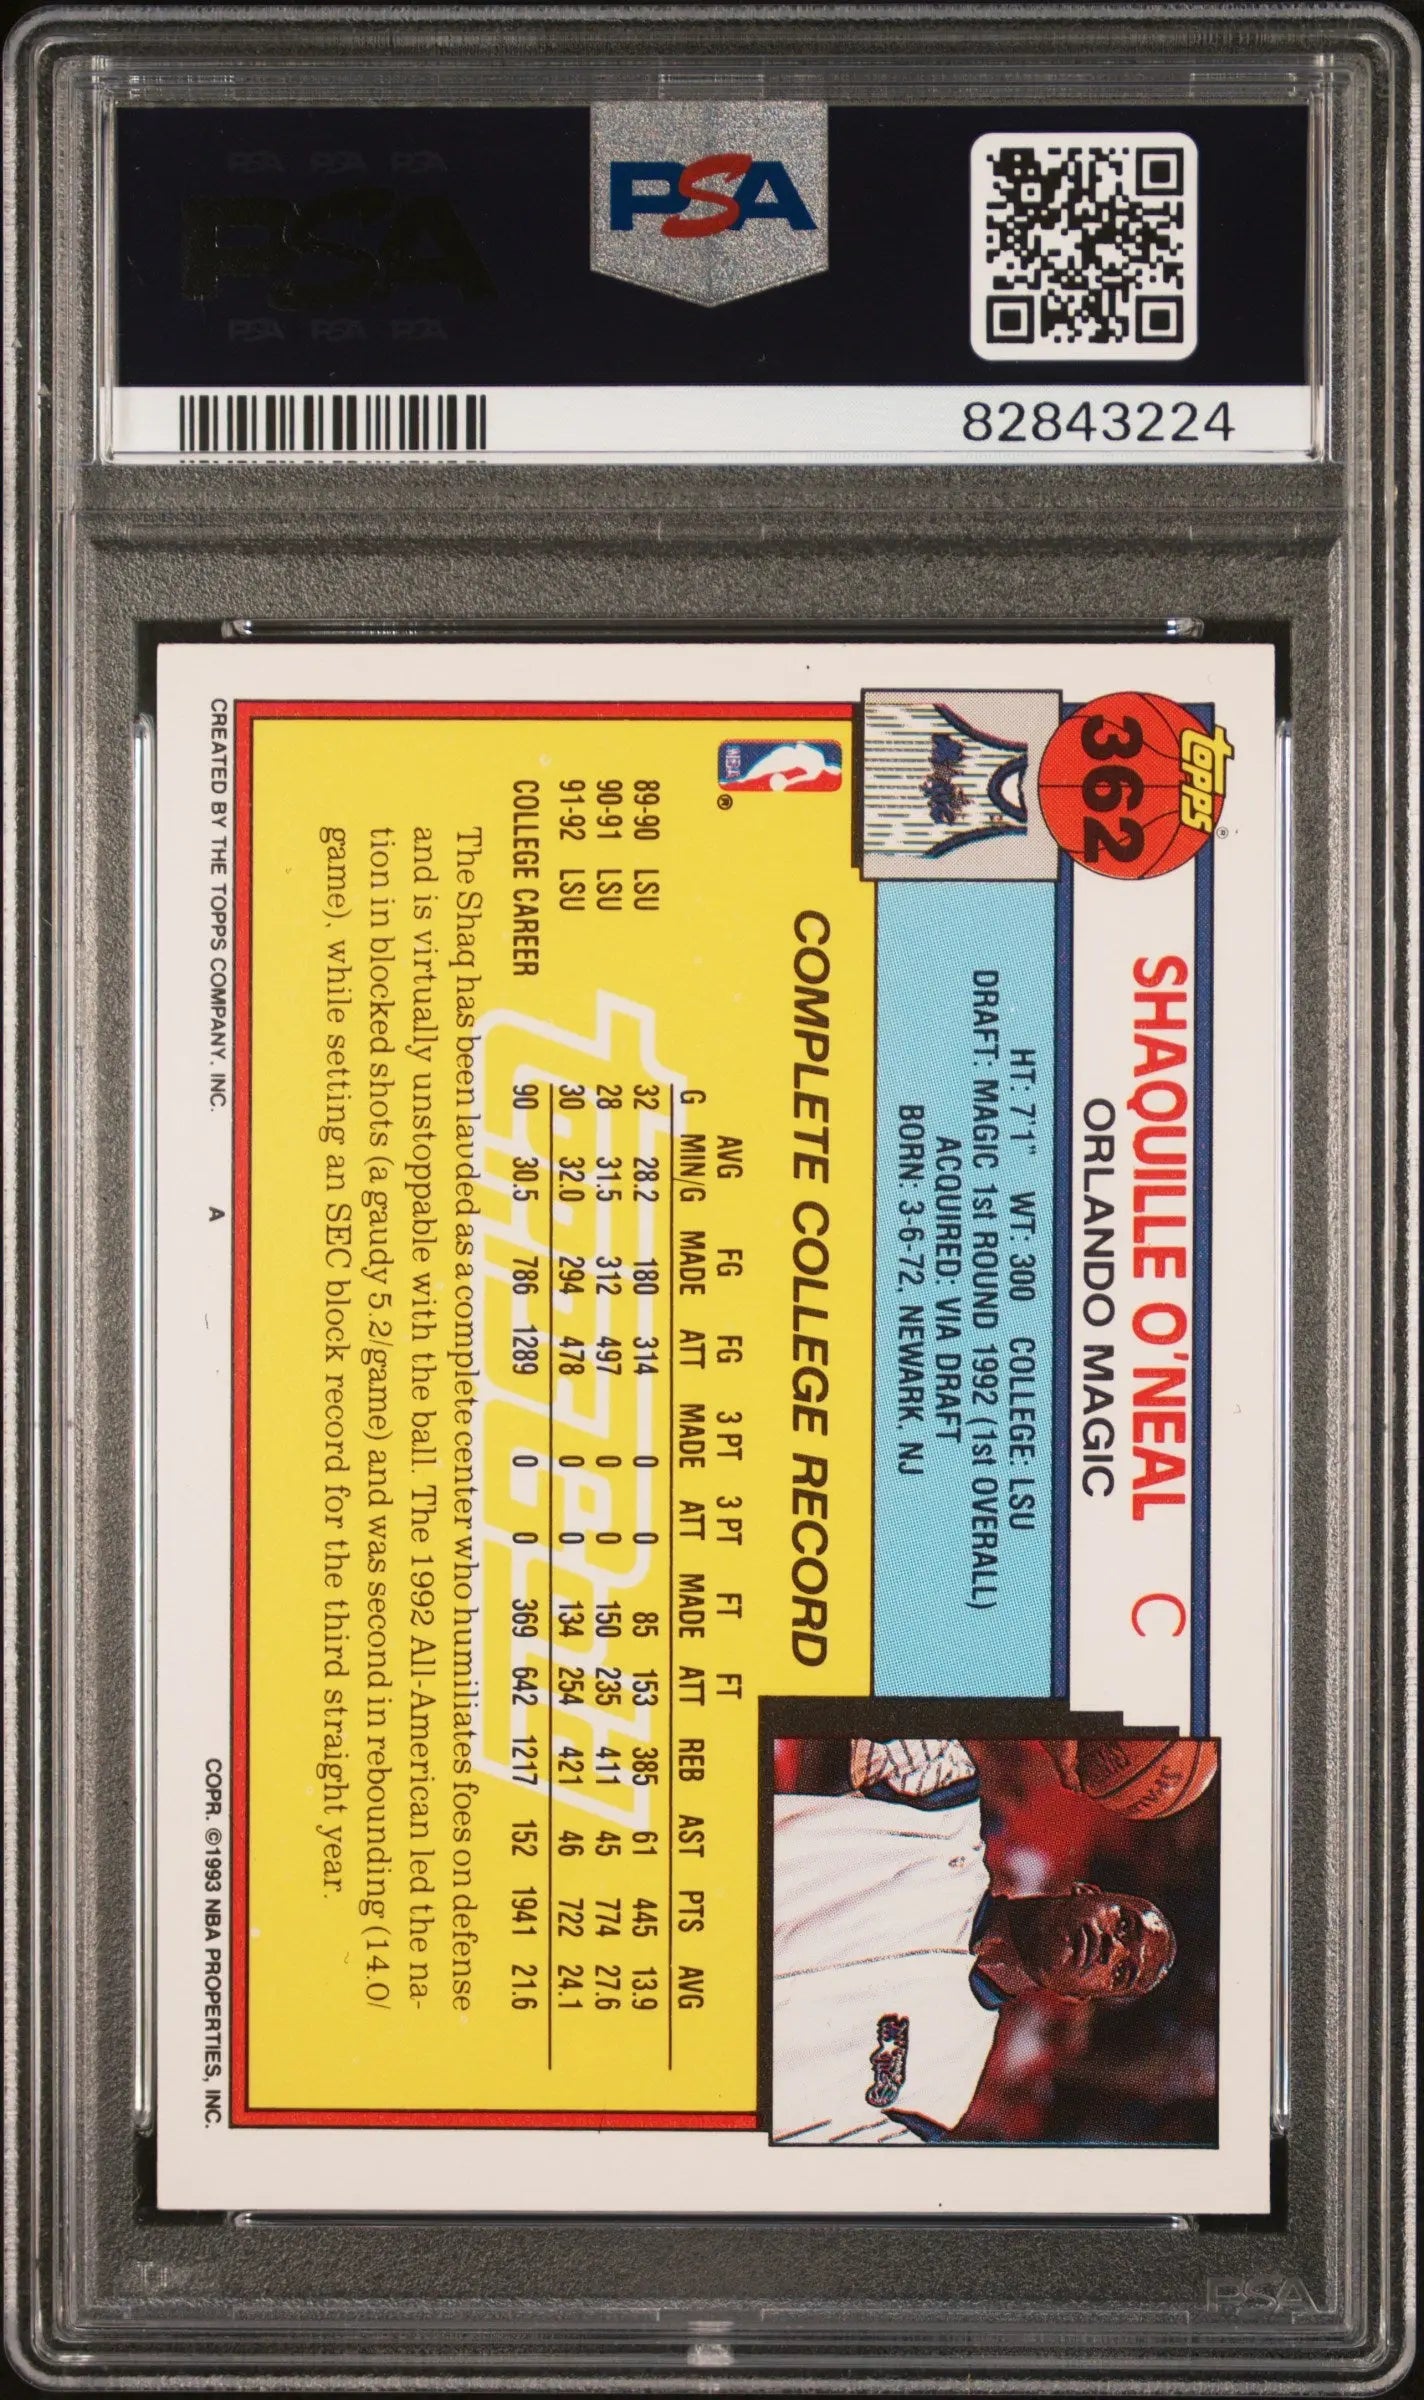 PSA PSA PSA
PSA
PSA PSA PSA
PSA
82843224
topps®
362
SHAQUILLE O'NEAL C
ORLANDO MAGIC
HT: 7'1" WT: 300 COLLEGE: LSU
DRAFT: MAGIC 1st ROUND 1992 (1st OVERALL)
ACQUIRED: VIA DRAFT
BORN: 3-6-72, NEWARK, NJ
COMPLETE COLLEGE RECORD
NBA ®
AVG FG FG 3 PT 3 PT FT FT
G MIN/G MADE ATT MADE ATT MADE ATT REB AST PTS AVG
89-90 LSU 32 28.2 180 314 0 0 85 153 385 61 445 13.9
90-91 LSU 28 31.5 312 497 0 0 150 235 411 45 774 27.6
91-92 LSU 30 32.0 294 478 0 0 134 254 421 46 722 24.1
COLLEGE CAREER 90 30.5 786 1289 0 0 369 642 1217 152 1941 21.6
The Shaq has been lauded as a complete center who humiliates foes on defense
and is virtually unstoppable with the ball. The 1992 All-American led the na-
tion in blocked shots (a gaudy 5.2/game) and was second in rebounding (14.0/
game), while setting an SEC block record for the third straight year.
CREATED BY THE TOPPS COMPANY, INC. A COPR. ©1993 NBA PROPERTIES, INC.
PSA